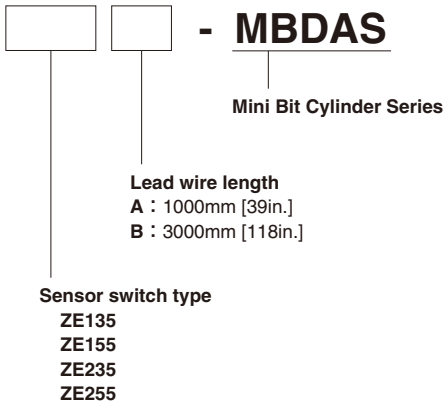 - MBDAS
Mini Bit Cylinder Series
Lead wire length
A：1000mm [39in.]
B：3000mm [118in.]
Sensor switch type
ZE135
ZE155
ZE235
ZE255